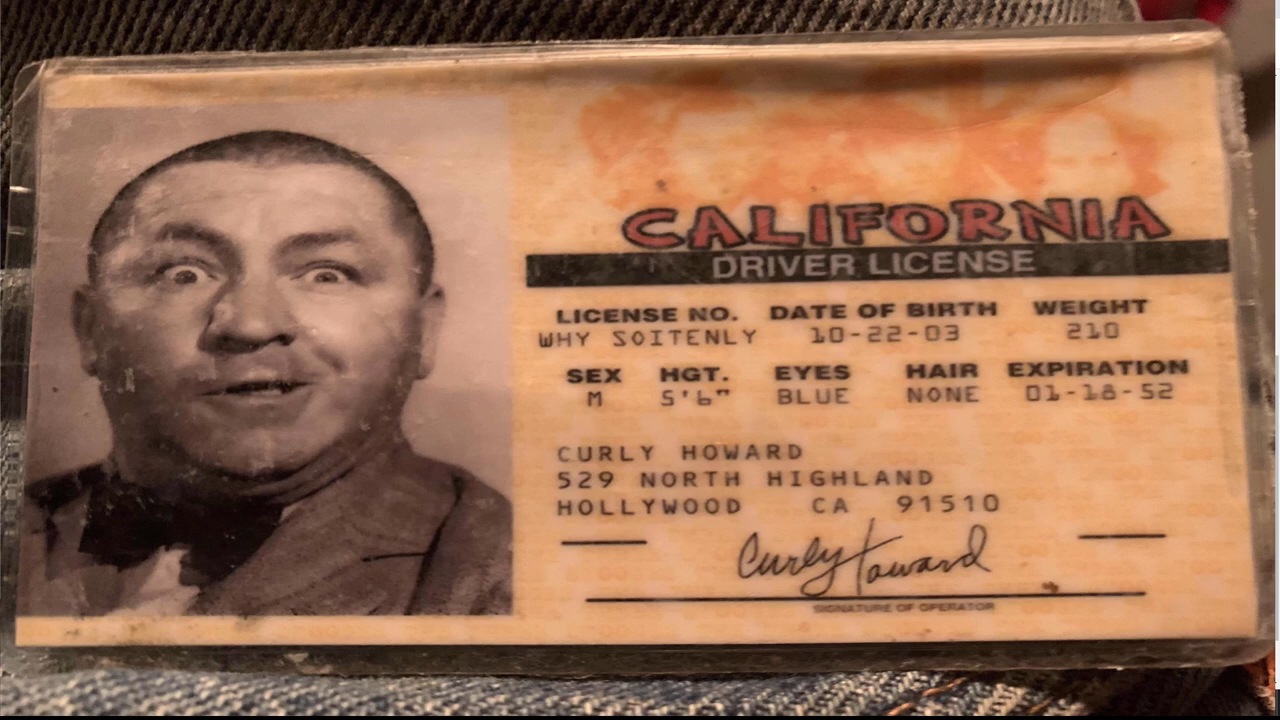 CALIFORNIA
DRIVER LICENSE
LICENSE NO. DATE OF BIRTH WEIGHT
WHY SOITENLY 10-22-03 210
SEX HGT. EYES HAIR EXPIRATION
M 5'6" BLUE NONE 01-18-52
CURLY HOWARD
529 NORTH HIGHLAND
HOLLYWOOD CA 91510
Curly Howard
SIGNATURE OF OPERATOR